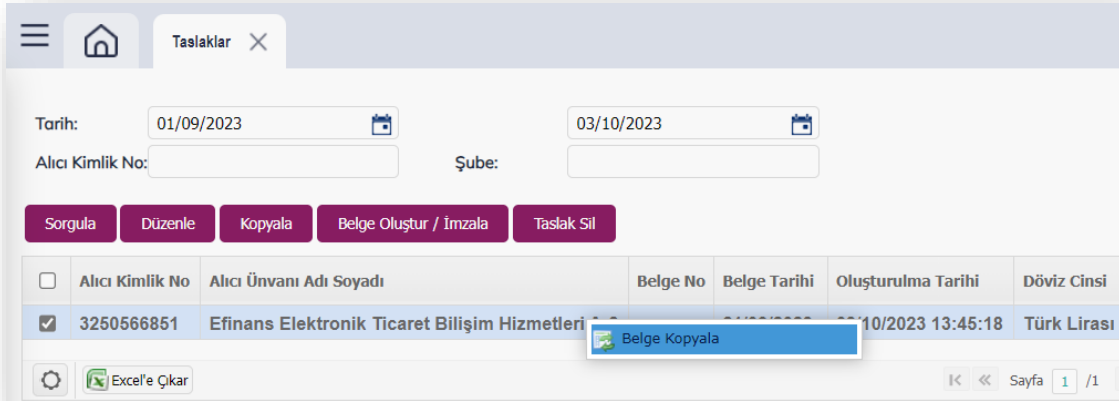 Taslaklar
Tarih: 01/09/2023 03/10/2023
Alıcı Kimlik No: Şube:
Sorgula Düzenle Kopyala Belge Oluştur / İmzala Taslak Sil
Alıcı Kimlik No Alıcı Ünvanı Adı Soyadı Belge No Belge Tarihi Oluşturulma Tarihi Döviz Cinsi
3250566851 Efinans Elektronik Ticaret Bilişim Hizmetleri /10/2023 13:45:18 Türk Lirası
Belge Kopyala
Excel'e Çıkar Sayfa 1 /1